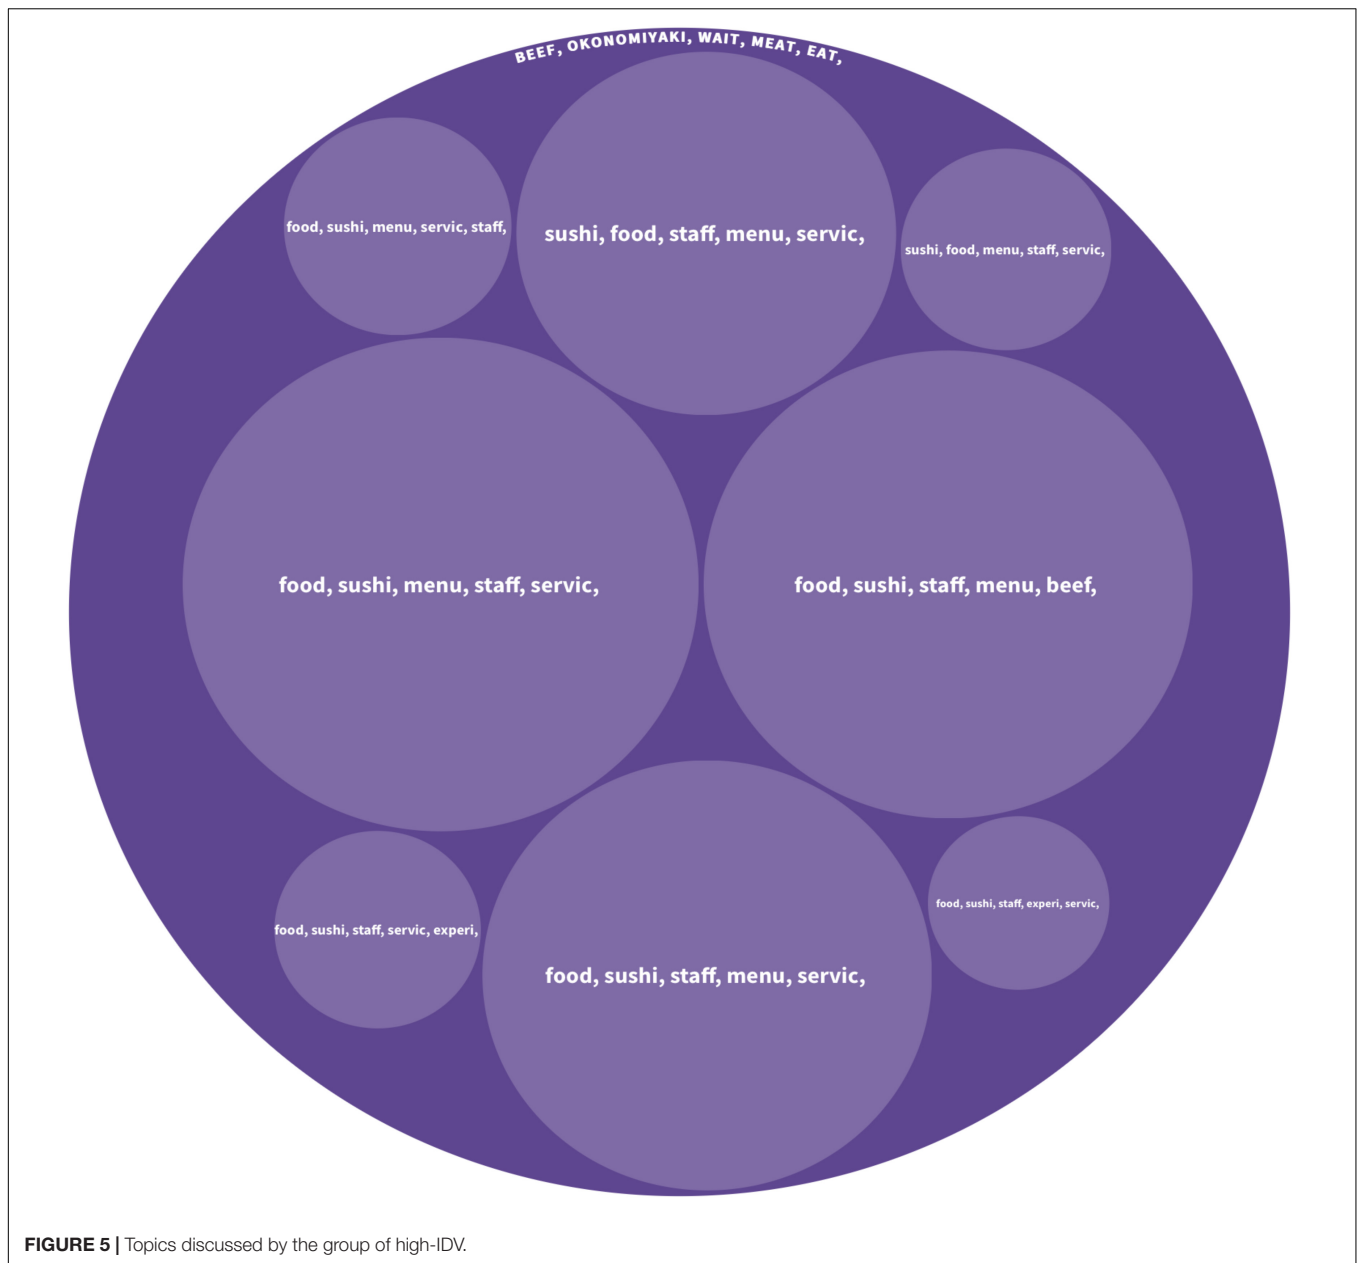 BEEF, OKONOMIYAKI, WAIT, MEAT, EAT,
food, sushi, menu, servic, staff,
sushi, food, staff, menu, servic,
sushi, food, menu, staff, servic,
food, sushi, menu, staff, servic,
food, sushi, staff, menu, beef,
food, sushi, staff, servic, experi,
food, sushi, staff, experi, servic,
food, sushi, staff, menu, servic,
FIGURE 5 | Topics discussed by the group of high-IDV.